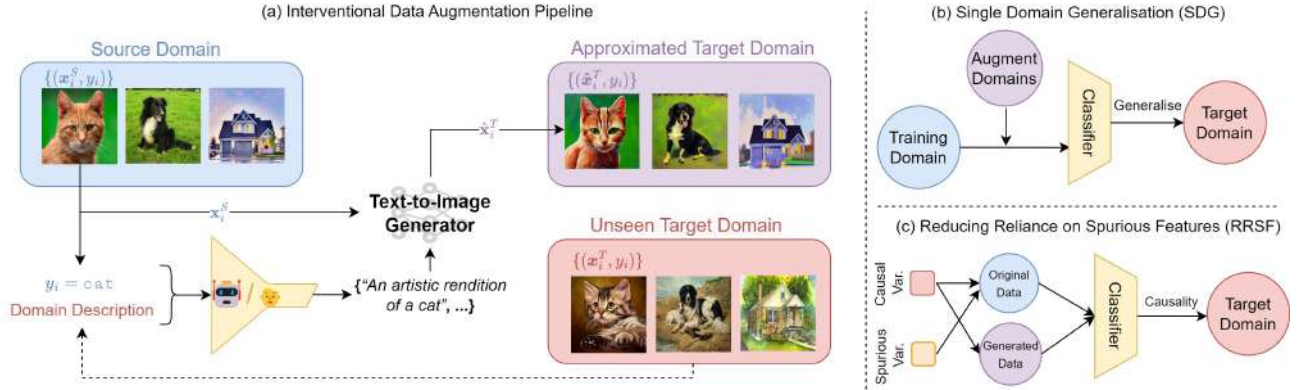 (a) Interventional Data Augmentation Pipeline
Source Domain
{(x_i^S, y_i)}
Approximated Target Domain
{(x̂_i^T, y_i)}
x̂_i^T
x_i^S
Text-to-Image
Generator
Unseen Target Domain
{(x_i^T, y_i)}
y_i = cat
Domain Description
/
{"An artistic rendition
of a cat", ...}
(b) Single Domain Generalisation (SDG)
Augment
Domains
Training
Domain
Classifier
Generalise
Target
Domain
(c) Reducing Reliance on Spurious Features (RRSF)
Causal
Var.
Spurious
Var.
Original
Data
Generated
Data
Classifier
Causality
Target
Domain